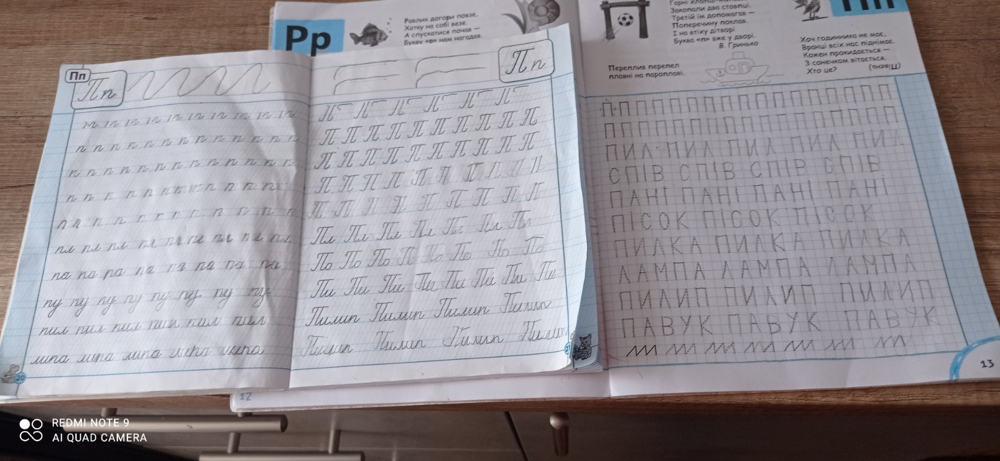 Рр
Равлик догори повзе,
Хатку на собі везе.
А спускатися почав —
Букву «р» нам нагадав.
Закопали два стовпці.
Третій їм допомагав —
Поперечину поклав.
І на втіху дітворі
Буква «п» вже у дворі.
В. Гринько
Переплив перепел
плавні на пароплаві.
Хоч годинника не має,
Вранці всіх нас піднімає.
Кожен прокидається —
З сонечком вітається.
Хто це?
(Півень)
Пп
Пп
п п п п п п п п п п п п п
п п п п п п п п п п п п п
пл пл пл пл пл пл пл пл
па па па па па па па па
пу пу пу пу пу пу пу
пил пил пил пил пил пил
липа липа липа липа липа
20
Пп
П П П П П П П П П П
П П П П П П П П П П
П П П П П П П П П П
П П П П П П П П П
Пл Пл Пл Пл Пл Пл Пл
По По По По По По По По
Пи Пи Пи Пи Пи Пи Пи Пи
Пилип Пилип Пилип Пилип
Пилип Пилип Пилип Пилип
21
12
П П П П П П П П П П П П П П П П П
П П П П П П П П П П П П П П П П П
ПИЛ ПИЛ ПИЛ ПИЛ ПИЛ
СПІВ СПІВ СПІВ СПІВ
ПАНІ ПАНІ ПАНІ ПАНІ
ПІСОК ПІСОК ПІСОК
ПИЛКА ПИЛКА ПИЛКА
ЛАМПА ЛАМПА ЛАМПА
ПИЛИП ПИЛИП ПИЛИП
ПАВУК ПАВУК ПАВУК
13
REDMI NOTE 9
AI QUAD CAMERA